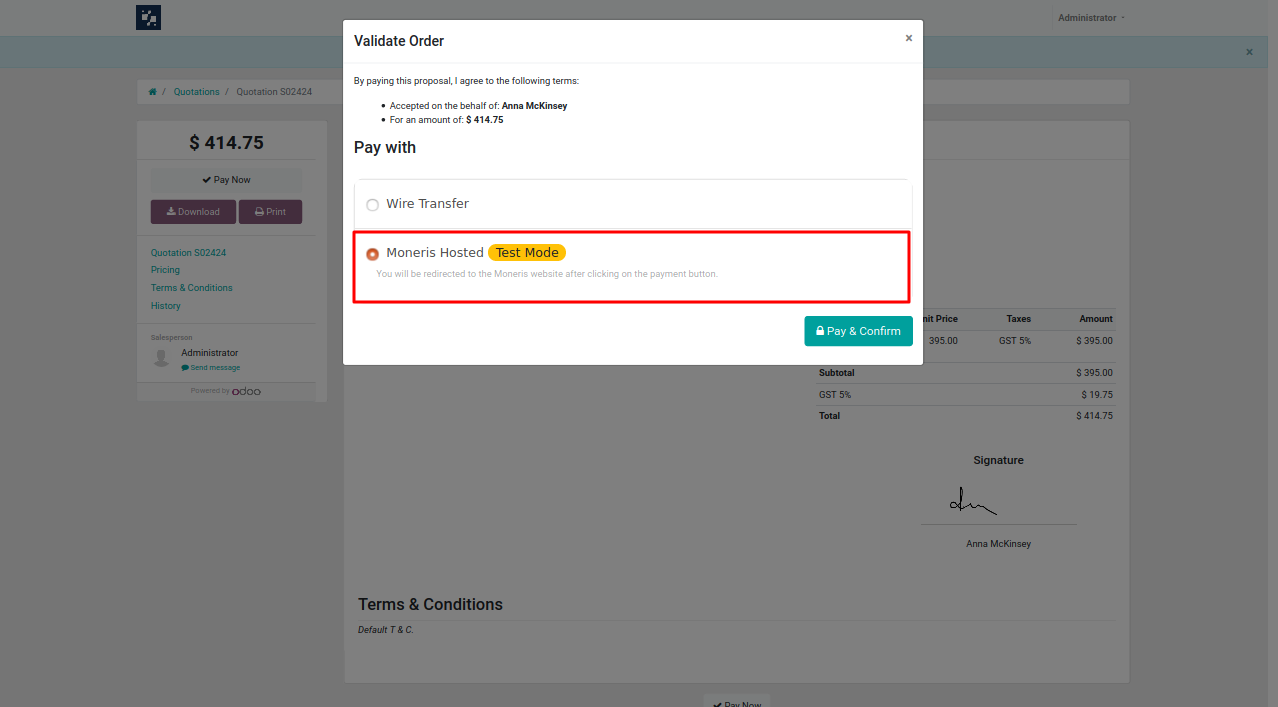 Administrator
Validate Order
×
×
By paying this proposal, I agree to the following terms:
Accepted on the behalf of: Anna McKinsey
For an amount of: $ 414.75
Pay with
Wire Transfer
Moneris Hosted Test Mode
You will be redirected to the Moneris website after clicking on the payment button.
Pay & Confirm
/ Quotations / Quotation S02424
$ 414.75
Pay Now
Download Print
Quotation S02424
Pricing
Terms & Conditions
History
Salesperson
Administrator
Send message
Powered by odoo
nit Price Taxes Amount
395.00 GST 5% $ 395.00
Subtotal $ 395.00
GST 5% $ 19.75
Total $ 414.75
Signature
Anna McKinsey
Terms & Conditions
Default T & C.
Pay Now